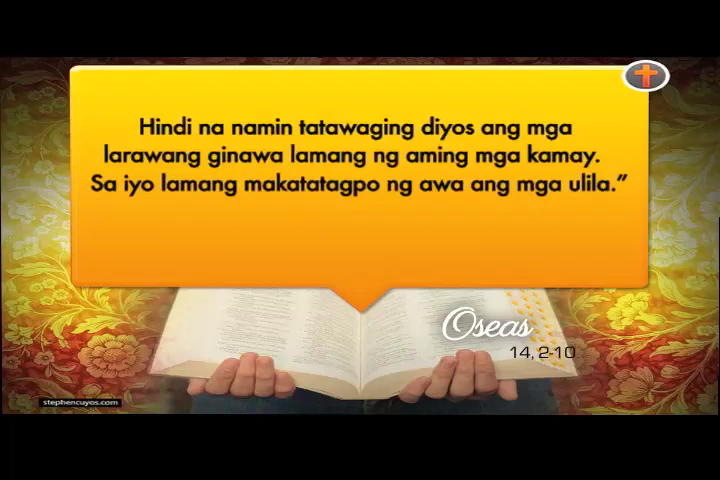 Hindi na namin tatawaging diyos ang mga
larawang ginawa lamang ng aming mga kamay.
Sa iyo lamang makatatagpo ng awa ang mga ulila.”
Oseas
14, 2-10
stephencuyos.com